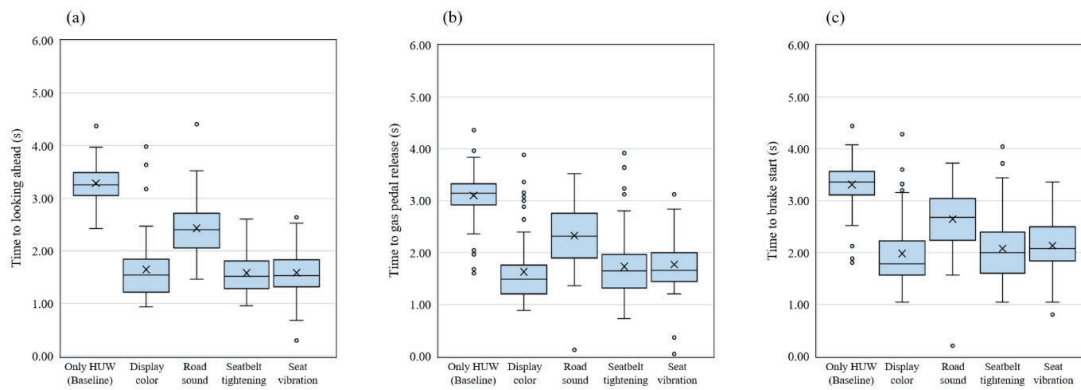 (a)
Time to looking ahead (s)
6.00
5.00
4.00
3.00
2.00
1.00
0.00
Only HUW
(Baseline)
Display
color
Road
sound
Seatbelt
tightening
Seat
vibration
(b)
Time to gas pedal release (s)
6.00
5.00
4.00
3.00
2.00
1.00
0.00
Only HUW
(Baseline)
Display
color
Road
sound
Seatbelt
tightening
Seat
vibration
(c)
Time to brake start (s)
6.00
5.00
4.00
3.00
2.00
1.00
0.00
Only HUW
(Baseline)
Display
color
Road
sound
Seatbelt
tightening
Seat
vibration